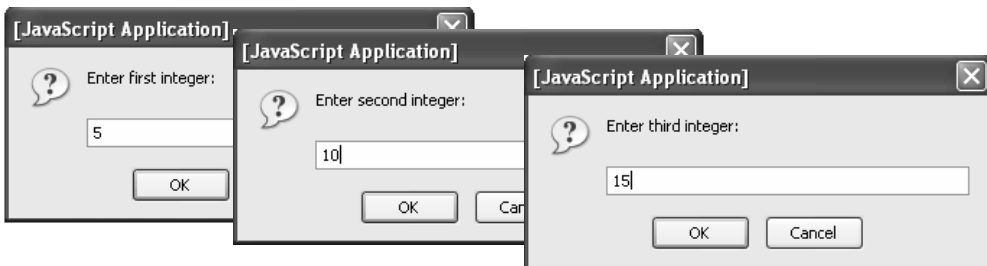 [JavaScript Application]
Enter first integer:
5
OK
[JavaScript Application]
Enter second integer:
10
OK
[JavaScript Application]
Enter third integer:
15
OK
Cancel